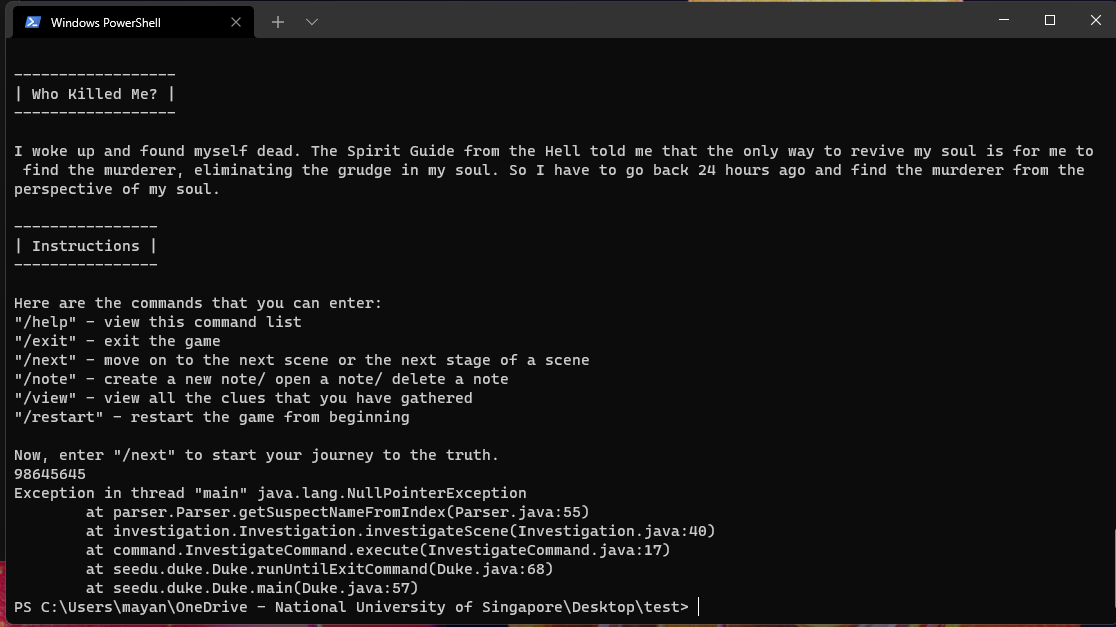 Windows PowerShell
------------------
| Who Killed Me? |
------------------
I woke up and found myself dead. The Spirit Guide from the Hell told me that the only way to revive my soul is for me to
find the murderer, eliminating the grudge in my soul. So I have to go back 24 hours ago and find the murderer from the
perspective of my soul.
----------------
| Instructions |
----------------
Here are the commands that you can enter:
"/help" - view this command list
"/exit" - exit the game
"/next" - move on to the next scene or the next stage of a scene
"/note" - create a new note/ open a note/ delete a note
"/view" - view all the clues that you have gathered
"/restart" - restart the game from beginning
Now, enter "/next" to start your journey to the truth.
98645645
Exception in thread "main" java.lang.NullPointerException
at parser.Parser.getSuspectNameFromIndex(Parser.java:55)
at investigation.Investigation.investigateScene(Investigation.java:40)
at command.InvestigateCommand.execute(InvestigateCommand.java:17)
at seedu.duke.Duke.runUntilExitCommand(Duke.java:68)
at seedu.duke.Duke.main(Duke.java:57)
PS C:\Users\mayan\OneDrive - National University of Singapore\Desktop\test>